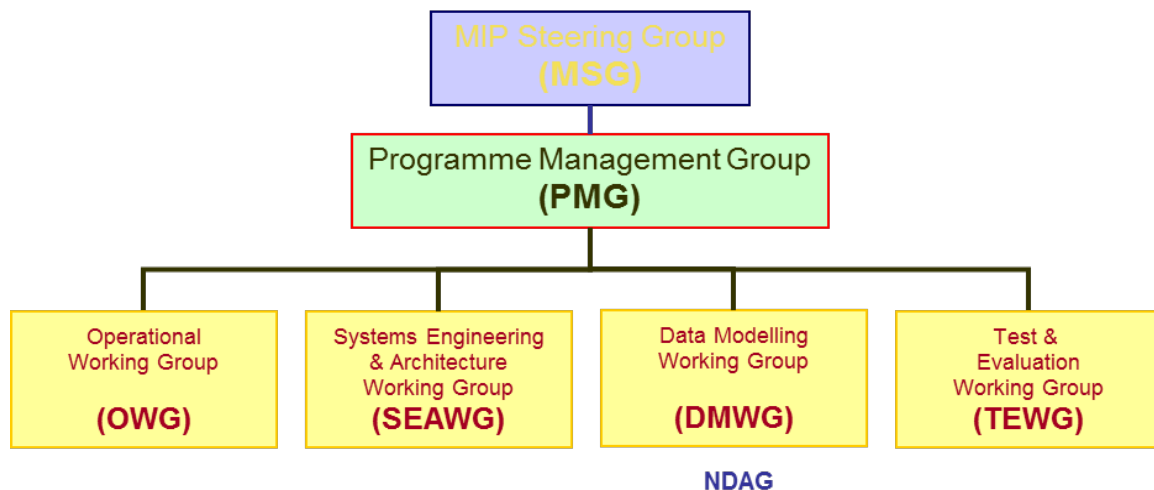 MIP Steering Group
(MSG)
Programme Management Group
(PMG)
Operational
Working Group
(OWG)
Systems Engineering
& Architecture
Working Group
(SEAWG)
Data Modelling
Working Group
(DMWG)
Test &
Evaluation
Working Group
(TEWG)
NDAG